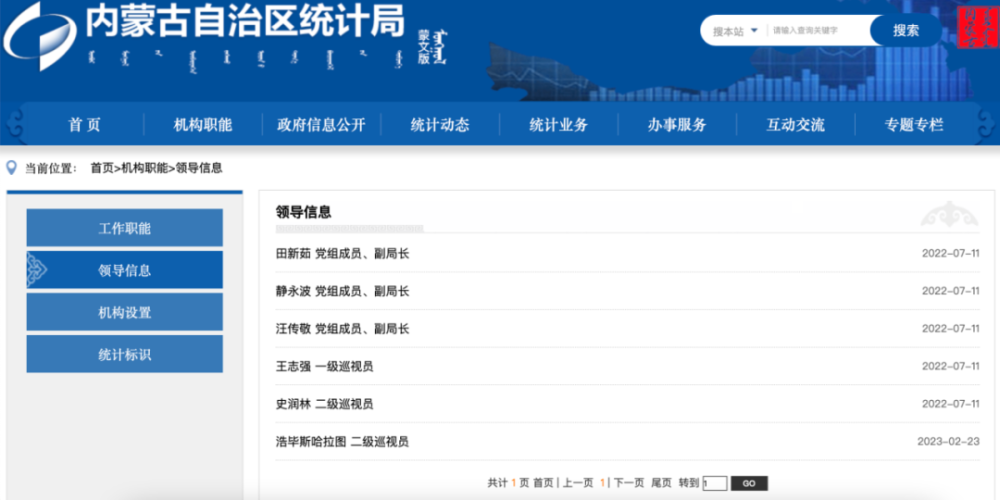 内蒙古自治区统计局
蒙文版
搜本站 请输入查询关键字 搜索
首 页 机构职能 政府信息公开 统计动态 统计业务 办事服务 互动交流 专题专栏
当前位置： 首页>机构职能>领导信息
工作职能
领导信息
机构设置
统计标识
领导信息
田新茹 党组成员、副局长 2022-07-11
静永波 党组成员、副局长 2022-07-11
汪传敬 党组成员、副局长 2022-07-11
王志强 一级巡视员 2022-07-11
史润林 二级巡视员 2022-07-11
浩毕斯哈拉图 二级巡视员 2023-02-23
共计 1 页 首页 | 上一页 1 | 下一页 尾页 转到 1 GO